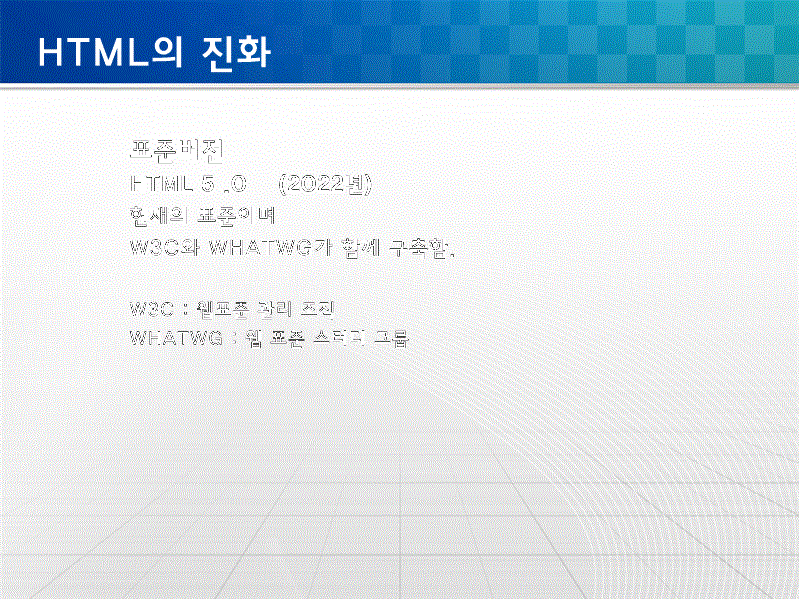 HTML의 진화
표준버전
HTML 5 .0 (2022년)
현재의 표준이며
W3C와 WHATWG가 함께 구축함.
W3C : 웹표준 관리 조직
WHATWG : 웹 표준 스터디 그룹